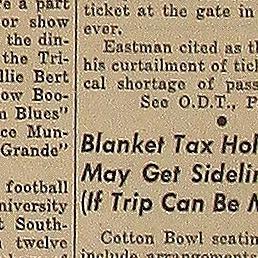 e a part
or show
the din-
the Tri-
llie Bert
ow Boo-
n Blues"
ce Mun-
Grande"
football
niversity
t South-
twelve
ticket at the gate in
ever.
Eastman cited as th
his curtailment of tick
cal shortage of pass
See O.D.T., P
Blanket Tax Hol
May Get Sidelin
(If Trip Can Be M
Cotton Bowl seatin
include arrangements